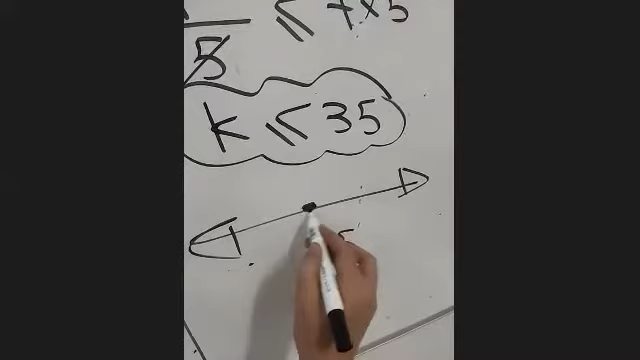 5 ≤ 7×5
k ≤ 35